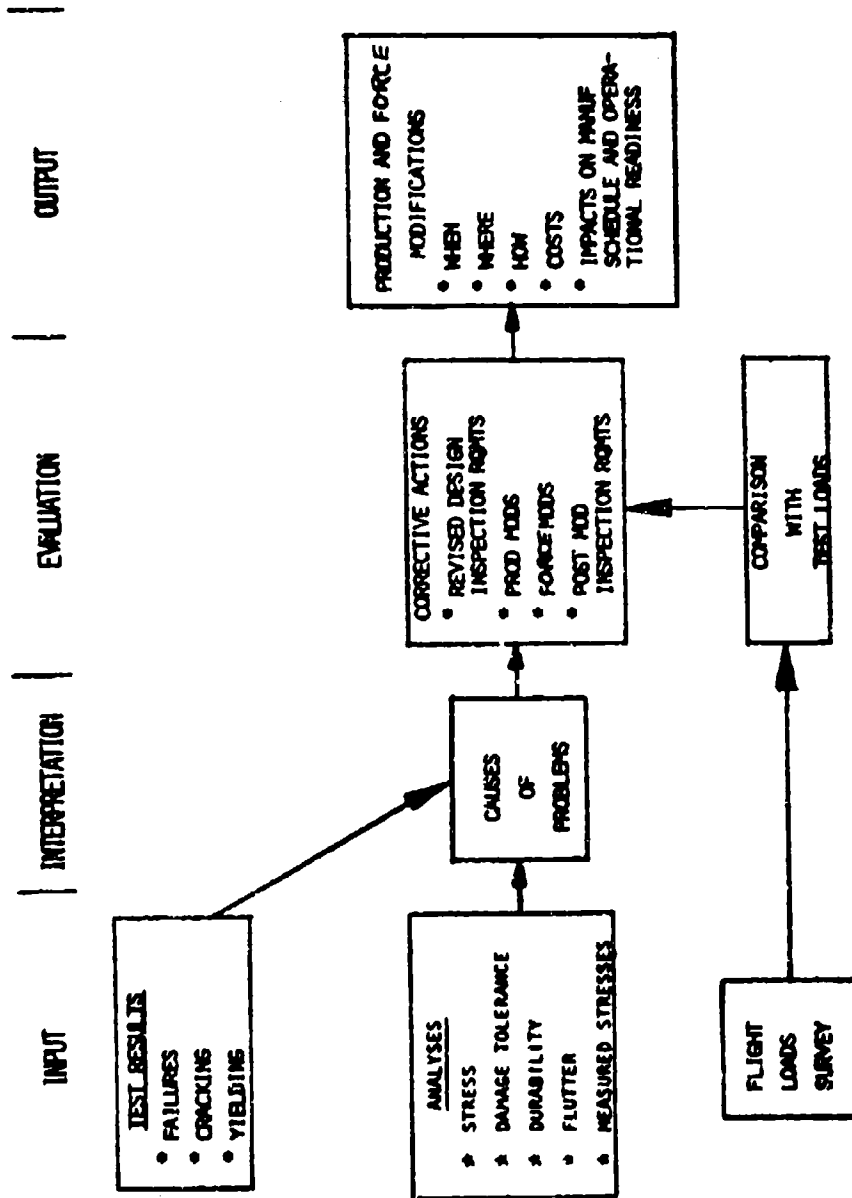 INPUT
INTERPRETATION
EVALUATION
OUTPUT
TEST RESULTS
• FAILURES
• CRACKING
• YIELDING
ANALYSES
* STRESS
* DAMAGE TOLERANCE
* DURABILITY
* FLUTTER
* MEASURED STRESSES
FLIGHT
LOADS
SURVEY
CAUSES
OF
PROBLEMS
CORRECTIVE ACTIONS
• REVISED DESIGN
INSPECTION RQMTS
* PROD MODS
* FORCE MODS
* POST MOD
INSPECTION RQMTS
COMPARISON
WITH
TEST LOADS
PRODUCTION AND FORCE
MODIFICATIONS
• WHEN
• WHERE
• HOW
• COSTS
• IMPACTS ON MANUF
SCHEDULE AND OPERA-
TIONAL READINESS